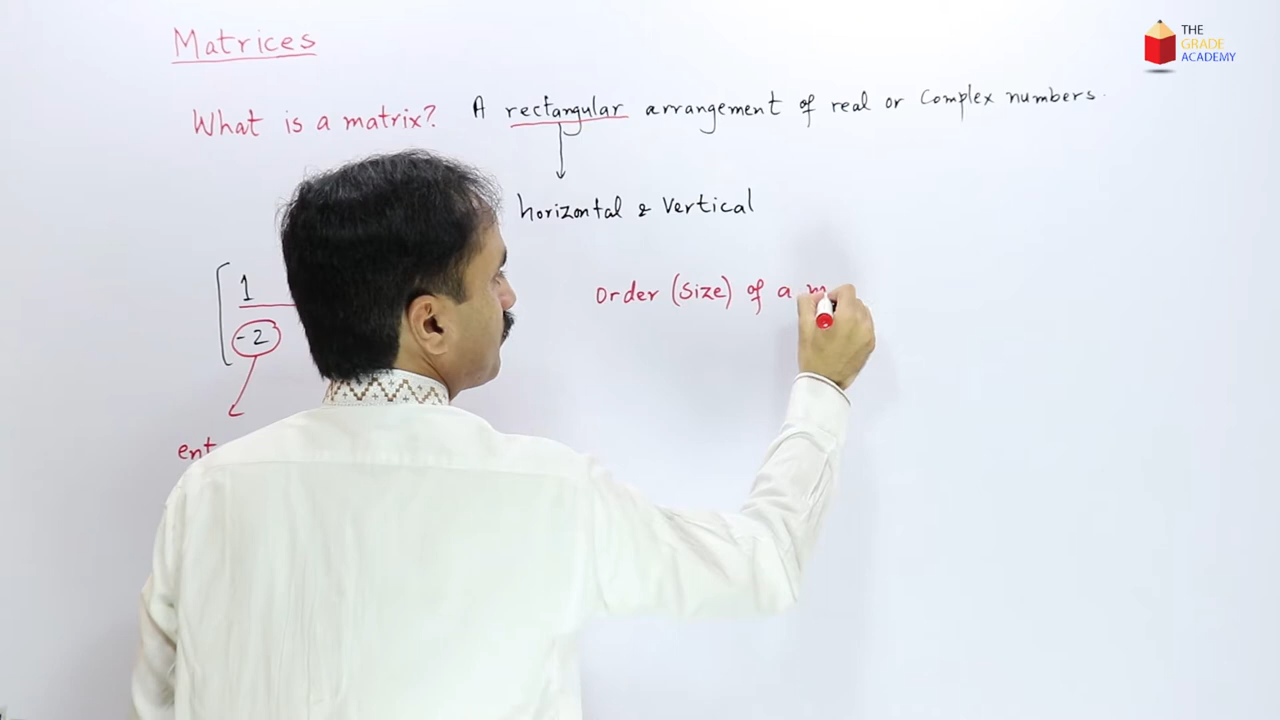 Matrices
THE
GRADE
ACADEMY
What is a matrix? A rectangular arrangement of real or Complex numbers.
horizontal & Vertical
1
-2
Order (Size) of a m
ent